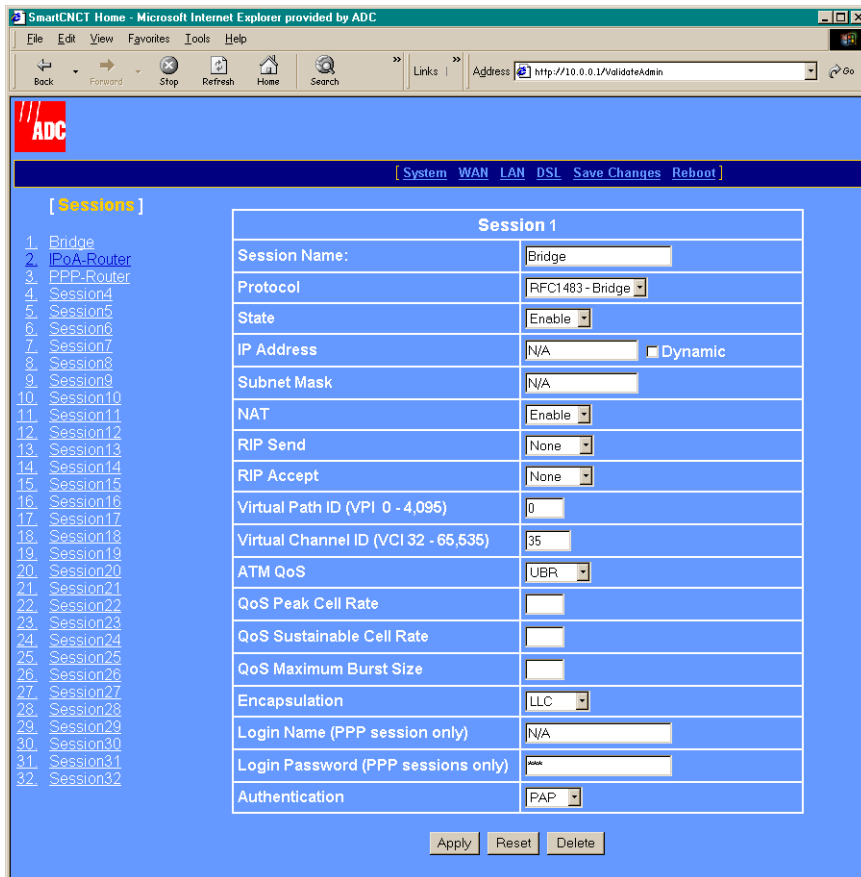 SmartCNCT Home - Microsoft Internet Explorer provided by ADC
File Edit View Favorites Tools Help
Back Forward Stop Refresh Home Search » Links » Address http://10.0.0.1/ValidateAdmin Go
ADC
[ System WAN LAN DSL Save Changes Reboot ]
[ Sessions ]
1. Bridge
2. IPoA-Router
3. PPP-Router
4. Session4
5. Session5
6. Session6
7. Session7
8. Session8
9. Session9
10. Session10
11. Session11
12. Session12
13. Session13
14. Session14
15. Session15
16. Session16
17. Session17
18. Session18
19. Session19
20. Session20
21. Session21
22. Session22
23. Session23
24. Session24
25. Session25
26. Session26
27. Session27
28. Session28
29. Session29
30. Session30
31. Session31
32. Session32
Session 1
Session Name: Bridge
Protocol RFC1483 - Bridge
State Enable
IP Address N/A Dynamic
Subnet Mask N/A
NAT Enable
RIP Send None
RIP Accept None
Virtual Path ID (VPI 0 - 4,095) 0
Virtual Channel ID (VCI 32 - 65,535) 35
ATM QoS UBR
QoS Peak Cell Rate
QoS Sustainable Cell Rate
QoS Maximum Burst Size
Encapsulation LLC
Login Name (PPP session only) N/A
Login Password (PPP sessions only) ***
Authentication PAP
Apply Reset Delete